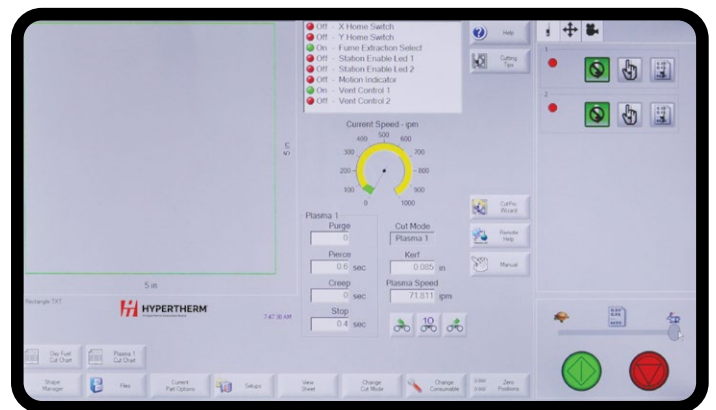 Off - X Home Switch
Off - Y Home Switch
On - Fume Extraction Select
Off - Station Enable Led 1
Off - Station Enable Led 2
Off - Motion Indicator
On - Vent Control 1
Off - Vent Control 2
Help
Cutting Tips
1
2
Current Speed - ipm
0
100
200
300
400
500
600
700
800
900
1000
5 in
5 in
Plasma 1
Purge
0
Pierce
0.6 sec
Creep
0 sec
Stop
0.4 sec
Cut Mode
Plasma 1
Kerf
0.085 in
Plasma Speed
71.811 ipm
10
CutPro Wizard
Remote Help
Manual
Rectangle.TXT
HYPERTHERM
7:47:30 AM
Oxy Fuel Cut Chart
Plasma 1 Cut Chart
Shape Manager
Files
Current Part Options
Setups
View Sheet
Change Cut Mode
Change Consumable
0.000
0.000
Zero Positions